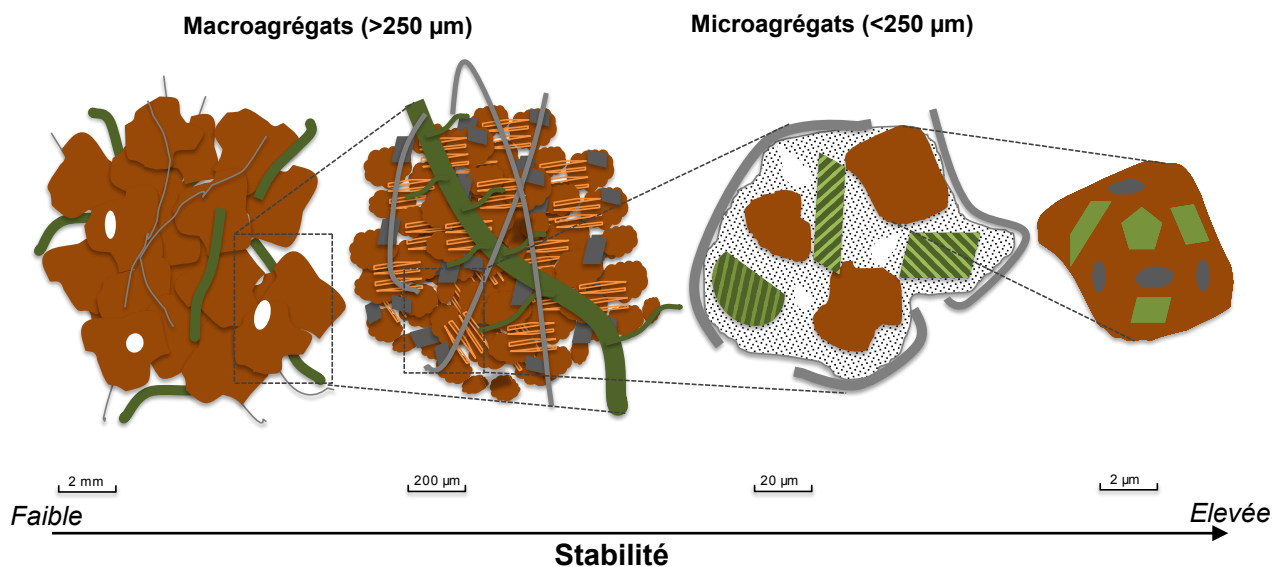 Macroagrégats (>250 µm)
Microagrégats (<250 µm)
2 mm
200 µm
20 µm
2 µm
Faible
Elevée
Stabilité